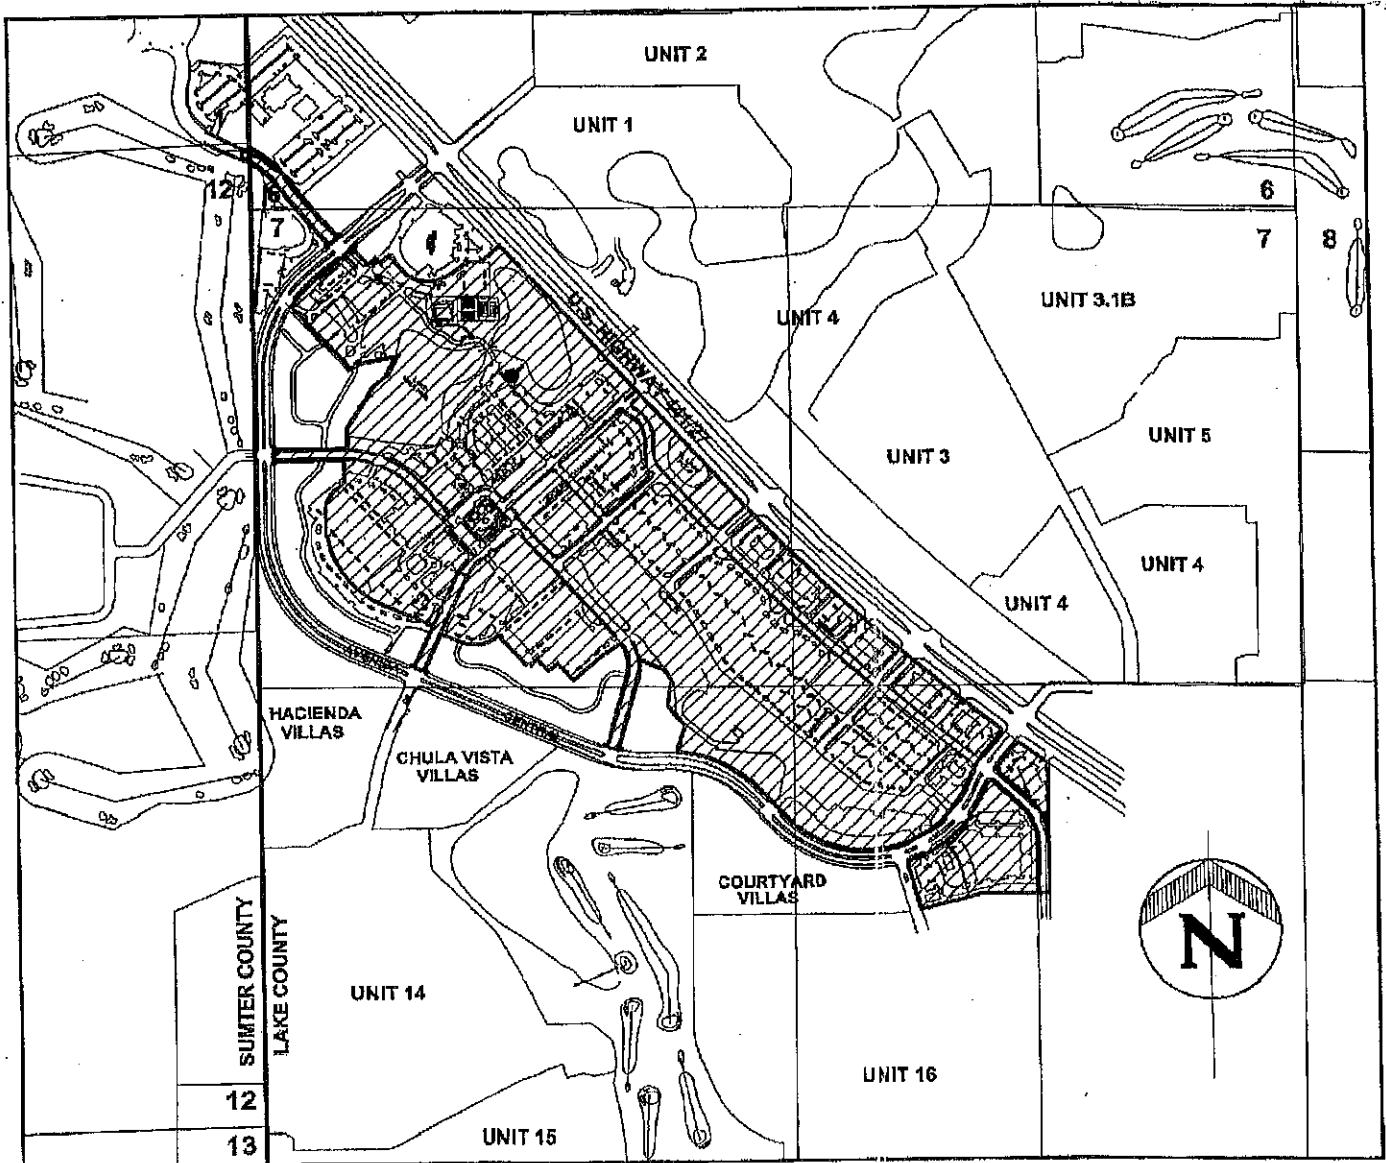 UNIT 2
UNIT 1
12
6
7
6
7
8
UNIT 3.1B
UNIT 4
U.S. HIGHWAY 441/27
UNIT 5
UNIT 3
UNIT 4
UNIT 4
AVENIDA
CENTRAL
HACIENDA
VILLAS
CHULA VISTA
VILLAS
COURTYARD
VILLAS
N
SUMTER COUNTY
LAKE COUNTY
UNIT 14
UNIT 16
12
13
UNIT 15